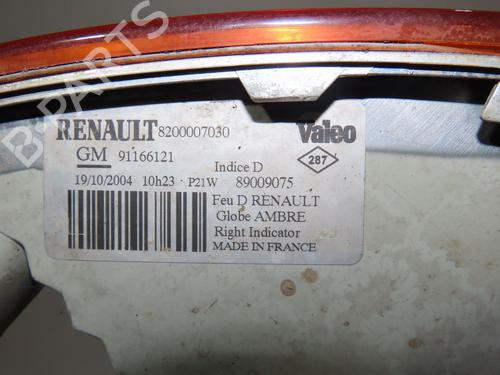 RENAULT 8200007030 Valeo
GM 91166121 287
Indice D
19/10/2004 10h23 P21W 89009075
Feu D RENAULT
Globe AMBRE
Right Indicator
MADE IN FRANCE
B-PARTS